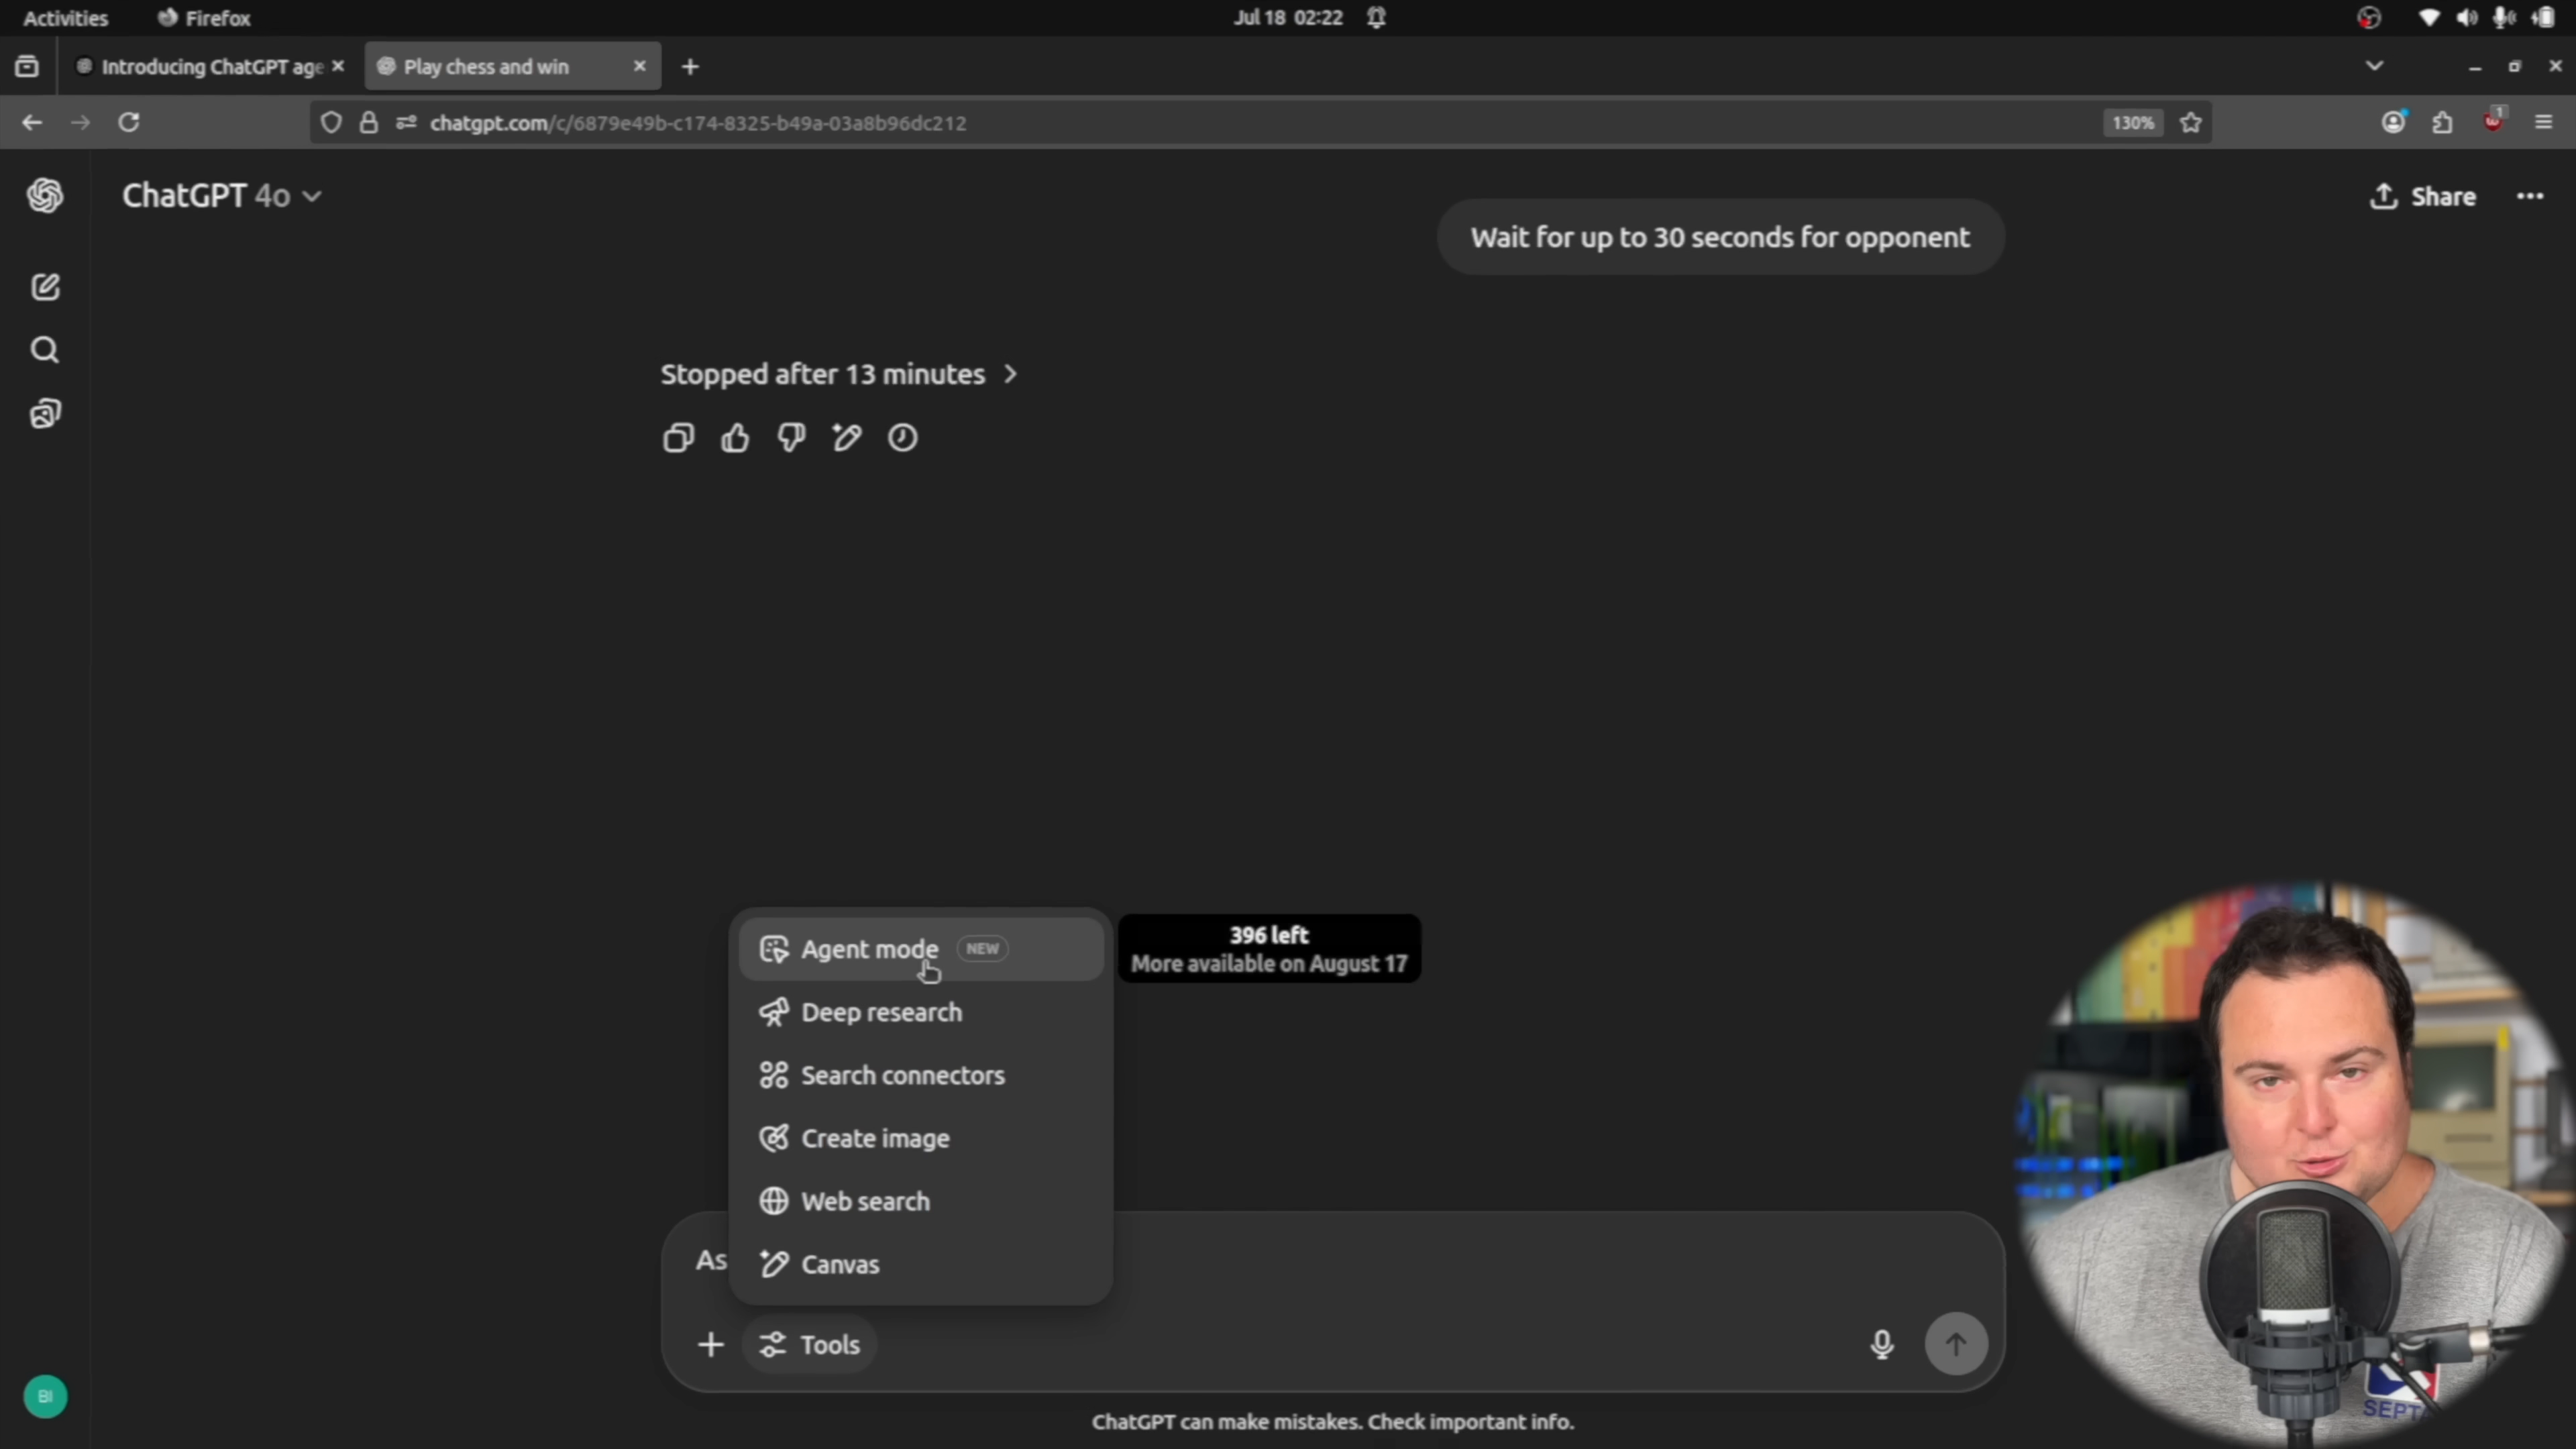 Activities
Firefox
Jul 18 02:22
Introducing ChatGPT age
Play chess and win
chatgpt.com/c/6879e49b-c174-8325-b49a-03a8b96dc212
130%
1
ChatGPT 4o
Share
Wait for up to 30 seconds for opponent
Stopped after 13 minutes
Agent mode NEW
396 left
More available on August 17
Deep research
Search connectors
Create image
Web search
Canvas
As
Tools
BI
SEPTA
ChatGPT can make mistakes. Check important info.